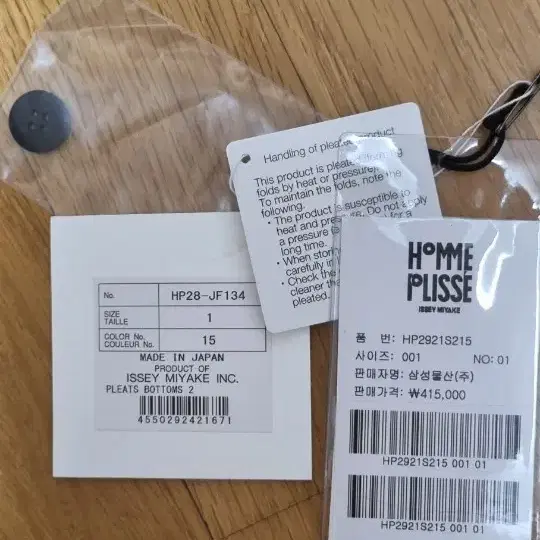 Handling of pleated product
This product is pleated (forming
folds by heat or pressure).
To maintain the folds, note the
following.
• The product is susceptible to
heat and Do not apply
a pressure for a
long time.
• When
carefully in
• Check the
cleaner
pleated.
No. HP28-JF134
SIZE
TAILLE 1
COLOR No.
COULEUR No. 15
MADE IN JAPAN
PRODUCT OF
ISSEY MIYAKE INC.
PLEATS BOTTOMS 2
4550292421671
HOMME
PLISSÉ
ISSEY MIYAKE
품 번: HP2921S215
사이즈: 001 NO: 01
판매자명: 삼성물산(주)
판매가격: ₩415,000
HP2921S215 001 01
HP2921S215 001 01